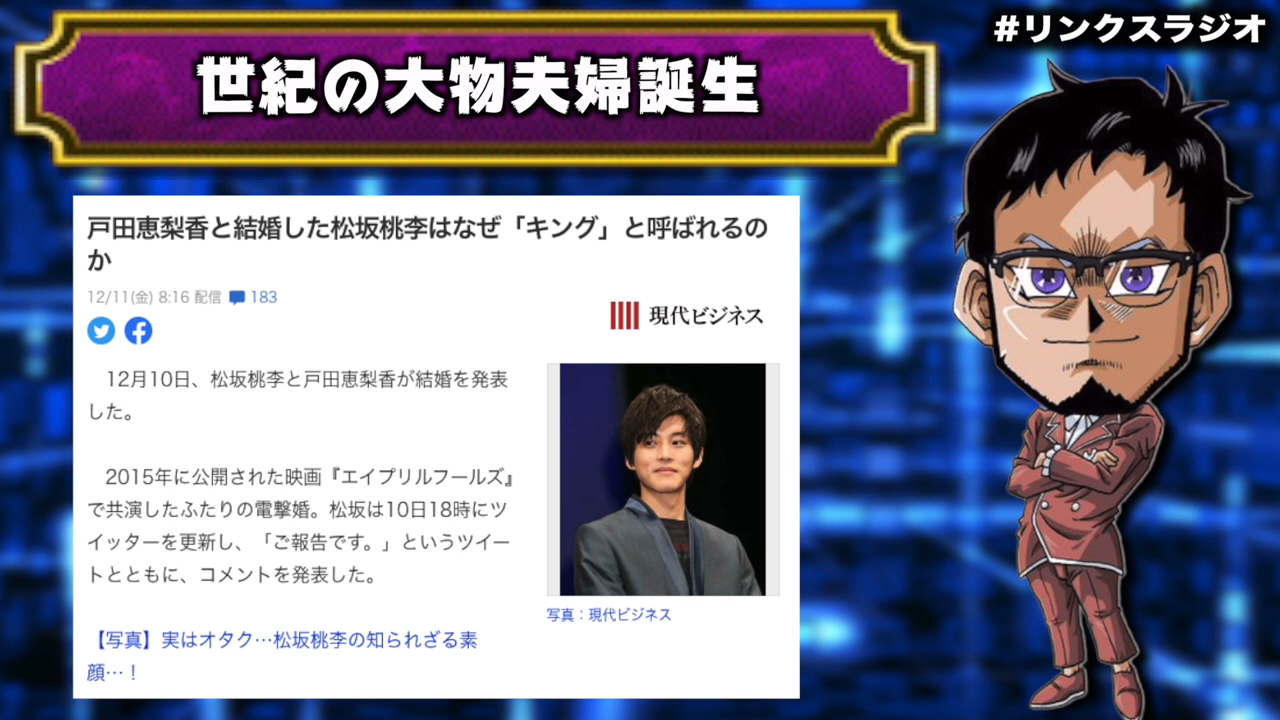 #リンクスラジオ
世紀の大物夫婦誕生
戸田恵梨香と結婚した松坂桃李はなぜ「キング」と呼ばれるの
か
12/11(金) 8:16 配信 183
現代ビジネス
12月10日、松坂桃李と戸田恵梨香が結婚を発表
した。
2015年に公開された映画『エイプリルフールズ』
で共演したふたりの電撃婚。松坂は10日18時にツ
イッターを更新し、「ご報告です。」というツイー
トとともに、コメントを発表した。
写真：現代ビジネス
【写真】実はオタク…松坂桃李の知られざる素
顔…！